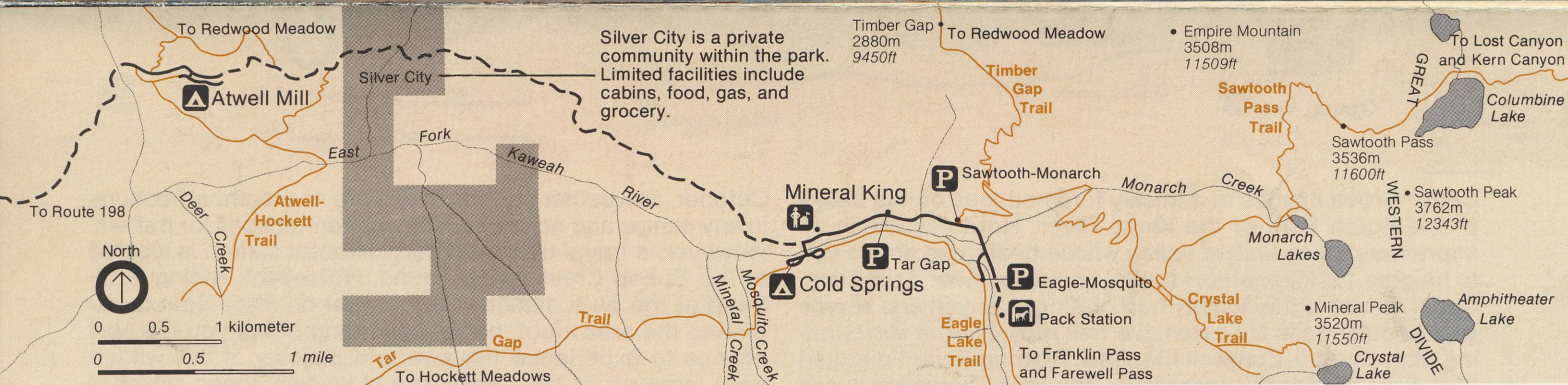 To Redwood Meadow
Silver City
Atwell Mill
Silver City is a private
community within the park.
Limited facilities include
cabins, food, gas, and
grocery.
Timber Gap
2880m
9450ft
To Redwood Meadow
Timber
Gap
Trail
Empire Mountain
3508m
11509ft
Sawtooth
Pass
Trail
GREAT
WESTERN
DIVIDE
To Lost Canyon
and Kern Canyon
Columbine
Lake
Sawtooth Pass
3536m
11600ft
Sawtooth Peak
3762m
12343ft
East
Fork
Kaweah
River
To Route 198
Deer
Creek
Atwell-
Hockett
Trail
North
0 0.5 1 kilometer
0 0.5 1 mile
Mineral King
P
Sawtooth-Monarch
Monarch
Creek
Monarch
Lakes
P
Tar Gap
Cold Springs
P
Eagle-Mosquito
Pack Station
Mineral
Creek
Mosquito Creek
Tar
Gap
Trail
To Hockett Meadows
Eagle
Lake
Trail
To Franklin Pass
and Farewell Pass
Crystal
Lake
Trail
Mineral Peak
3520m
11550ft
Amphitheater
Lake
Crystal
Lake